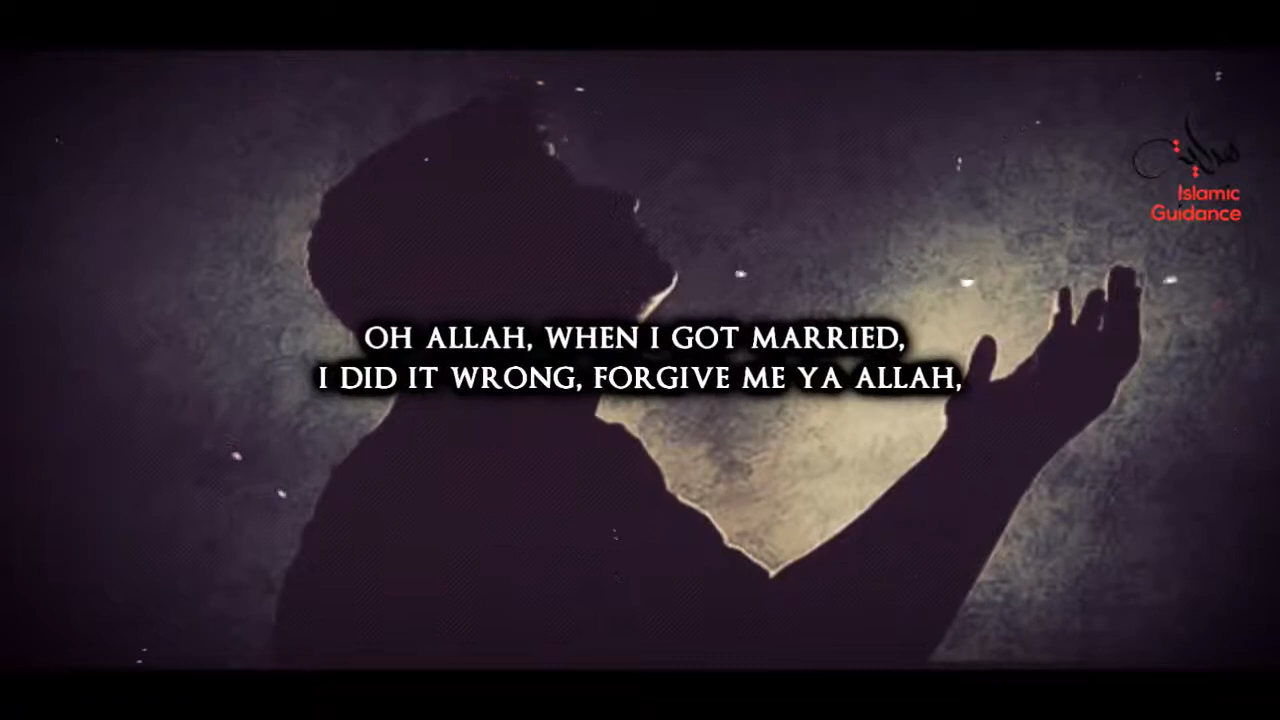 OH ALLAH, WHEN I GOT MARRIED,
I DID IT WRONG, FORGIVE ME YA ALLAH,
Islamic
Guidance